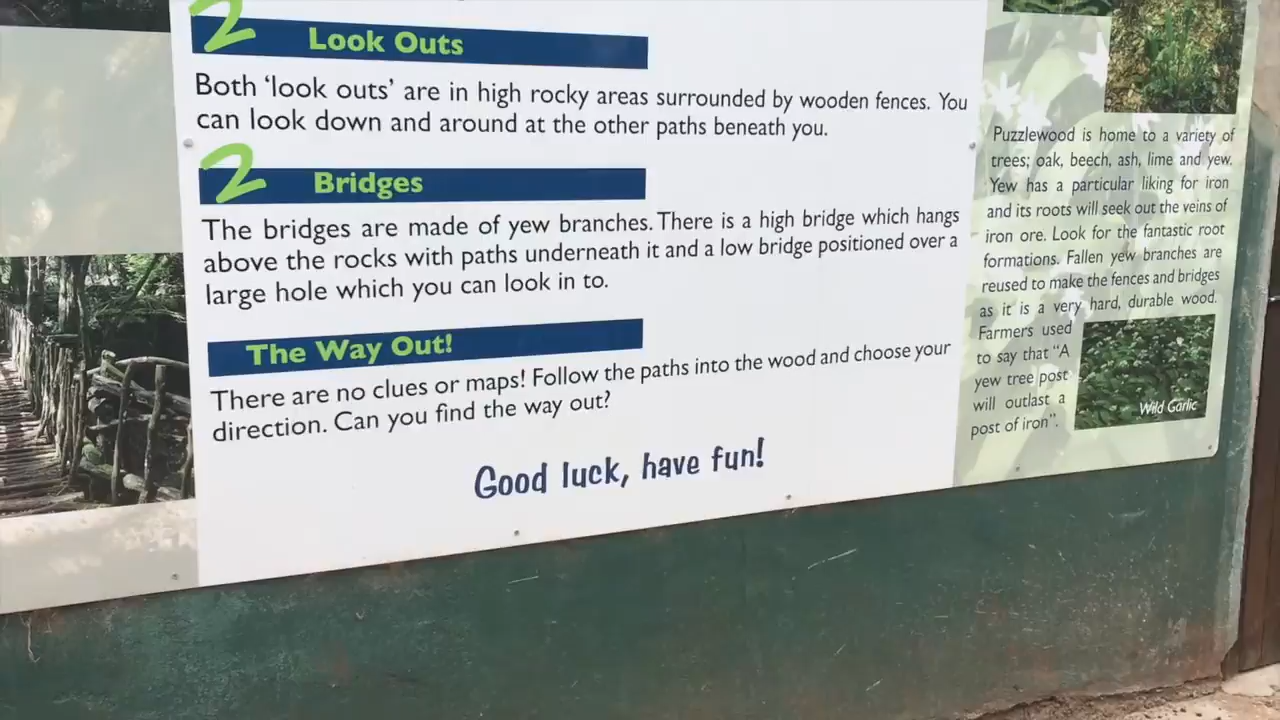 2 Look Outs
Both ‘look outs’ are in high rocky areas surrounded by wooden fences. You
can look down and around at the other paths beneath you.
2 Bridges
The bridges are made of yew branches. There is a high bridge which hangs
above the rocks with paths underneath it and a low bridge positioned over a
large hole which you can look in to.
The Way Out!
There are no clues or maps! Follow the paths into the wood and choose your
direction. Can you find the way out?
Good luck, have fun!
Puzzlewood is home to a variety of
trees; oak, beech, ash, lime and yew.
Yew has a particular liking for iron
and its roots will seek out the veins of
iron ore. Look for the fantastic root
formations. Fallen yew branches are
reused to make the fences and bridges
as it is a very hard, durable wood.
Farmers used
to say that “A
yew tree post
will outlast a
post of iron”.
Wild Garlic